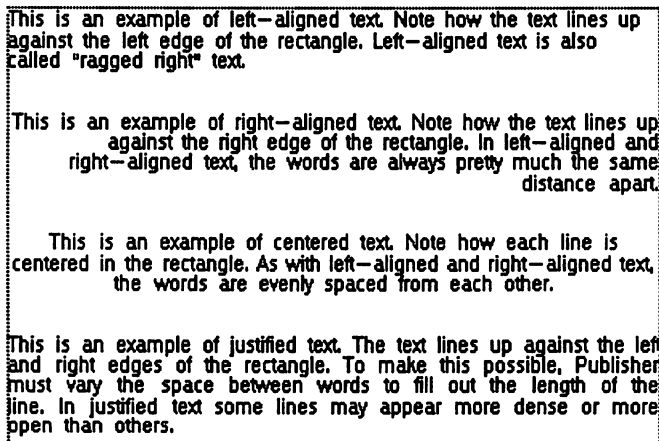 This is an example of left-aligned text. Note how the text lines up
against the left edge of the rectangle. Left-aligned text is also
called "ragged right" text.
This is an example of right-aligned text. Note how the text lines up
against the right edge of the rectangle. In left-aligned and
right-aligned text, the words are always pretty much the same
distance apart.
This is an example of centered text. Note how each line is
centered in the rectangle. As with left-aligned and right-aligned text,
the words are evenly spaced from each other.
This is an example of justified text. The text lines up against the left
and right edges of the rectangle. To make this possible, Publisher
must vary the space between words to fill out the length of the
line. In justified text some lines may appear more dense or more
open than others.